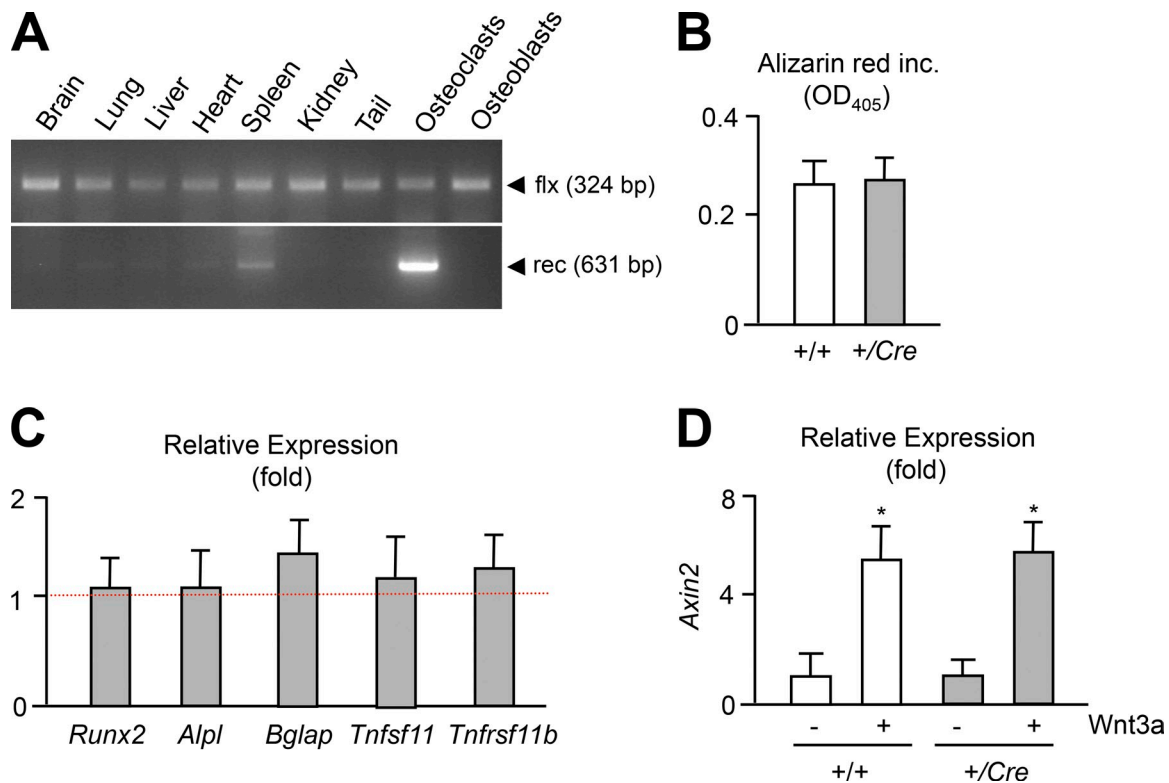 A
Brain Lung Liver Heart Spleen Kidney Tail Osteoclasts Osteoblasts
◄ flx (324 bp)
◄ rec (631 bp)
B
Alizarin red inc.
(OD405)
0.4
0.2
0
+/+ +/Cre
C
Relative Expression
(fold)
2
1
0
Runx2 Alpl Bglap Tnfsf11 Tnfrsf11b
D
Relative Expression
(fold)
Axin2
8
* *
4
0
- + - + Wnt3a
+/+ +/Cre